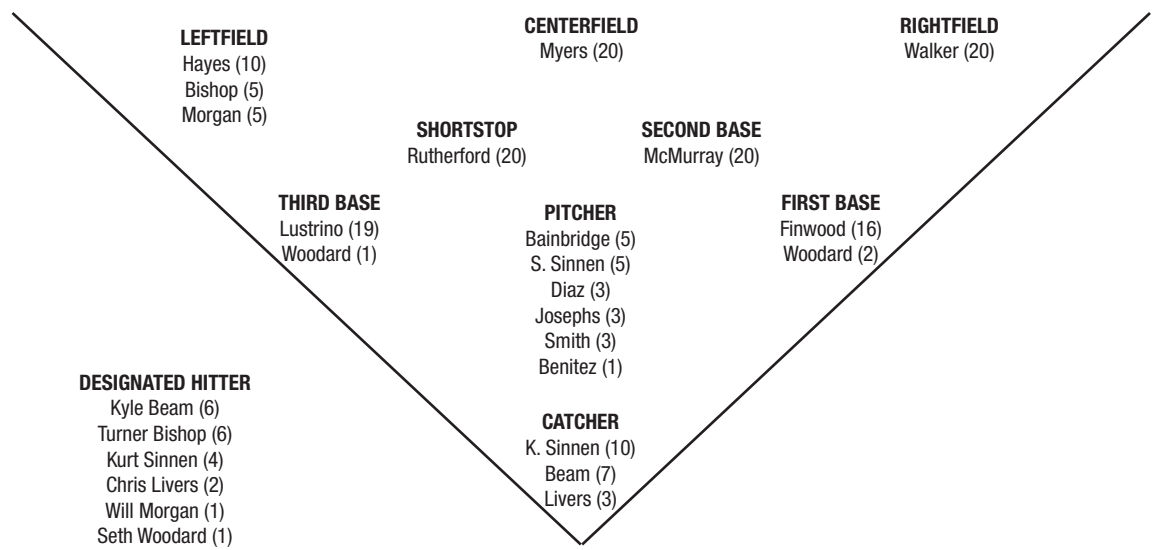 LEFTFIELD
Hayes (10)
Bishop (5)
Morgan (5)
CENTERFIELD
Myers (20)
RIGHTFIELD
Walker (20)
SHORTSTOP
Rutherford (20)
SECOND BASE
McMurray (20)
THIRD BASE
Lustrino (19)
Woodard (1)
PITCHER
Bainbridge (5)
S. Sinnen (5)
Diaz (3)
Josephs (3)
Smith (3)
Benitez (1)
FIRST BASE
Finwood (16)
Woodard (2)
DESIGNATED HITTER
Kyle Beam (6)
Turner Bishop (6)
Kurt Sinnen (4)
Chris Livers (2)
Will Morgan (1)
Seth Woodard (1)
CATCHER
K. Sinnen (10)
Beam (7)
Livers (3)